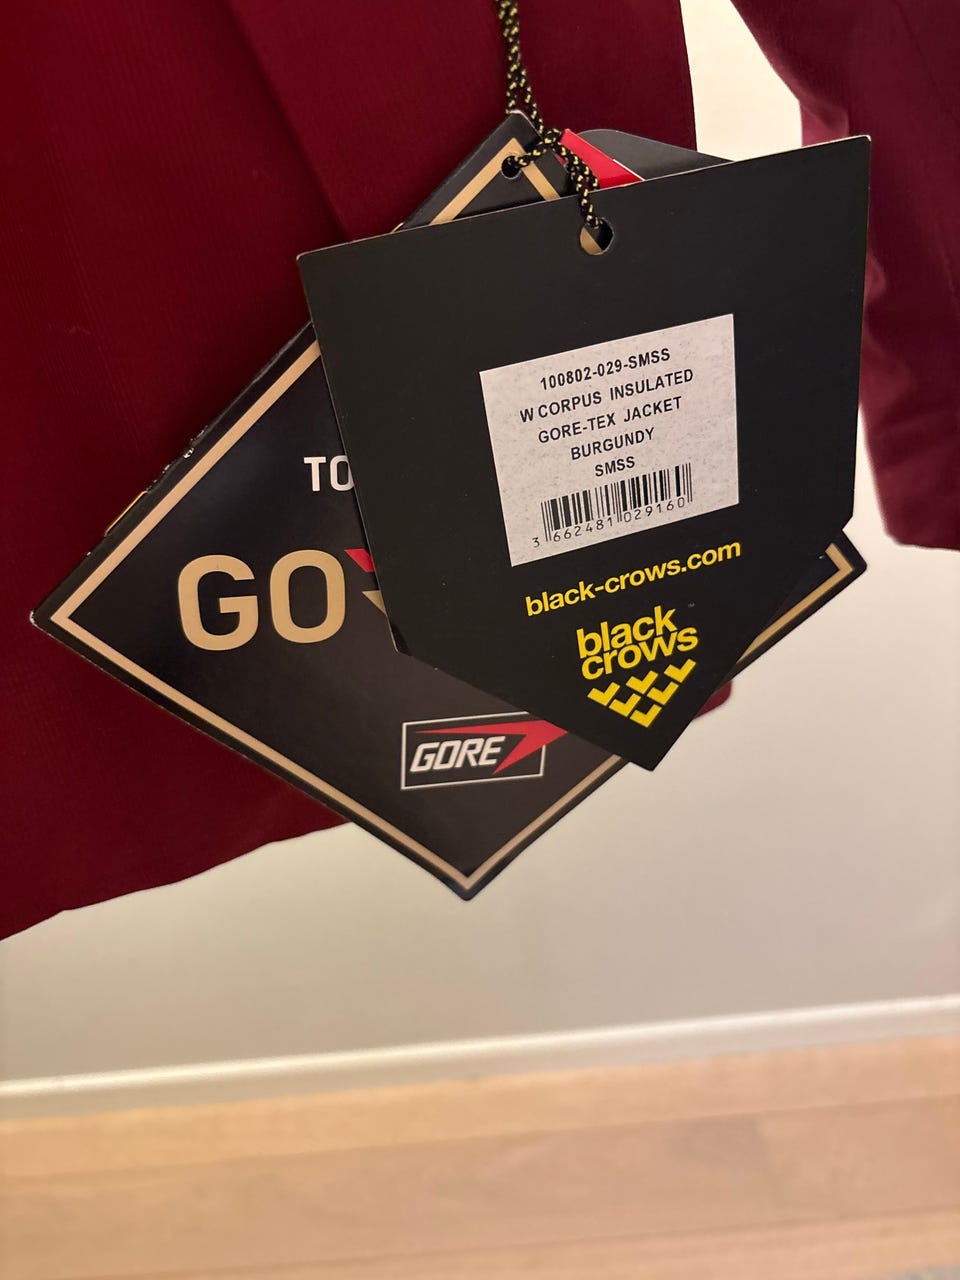 100802-029-SMSS
W CORPUS INSULATED
GORE-TEX JACKET
BURGUNDY
SMSS
3 662481 029160
black-crows.com
black
crows
TO
GO
GORE